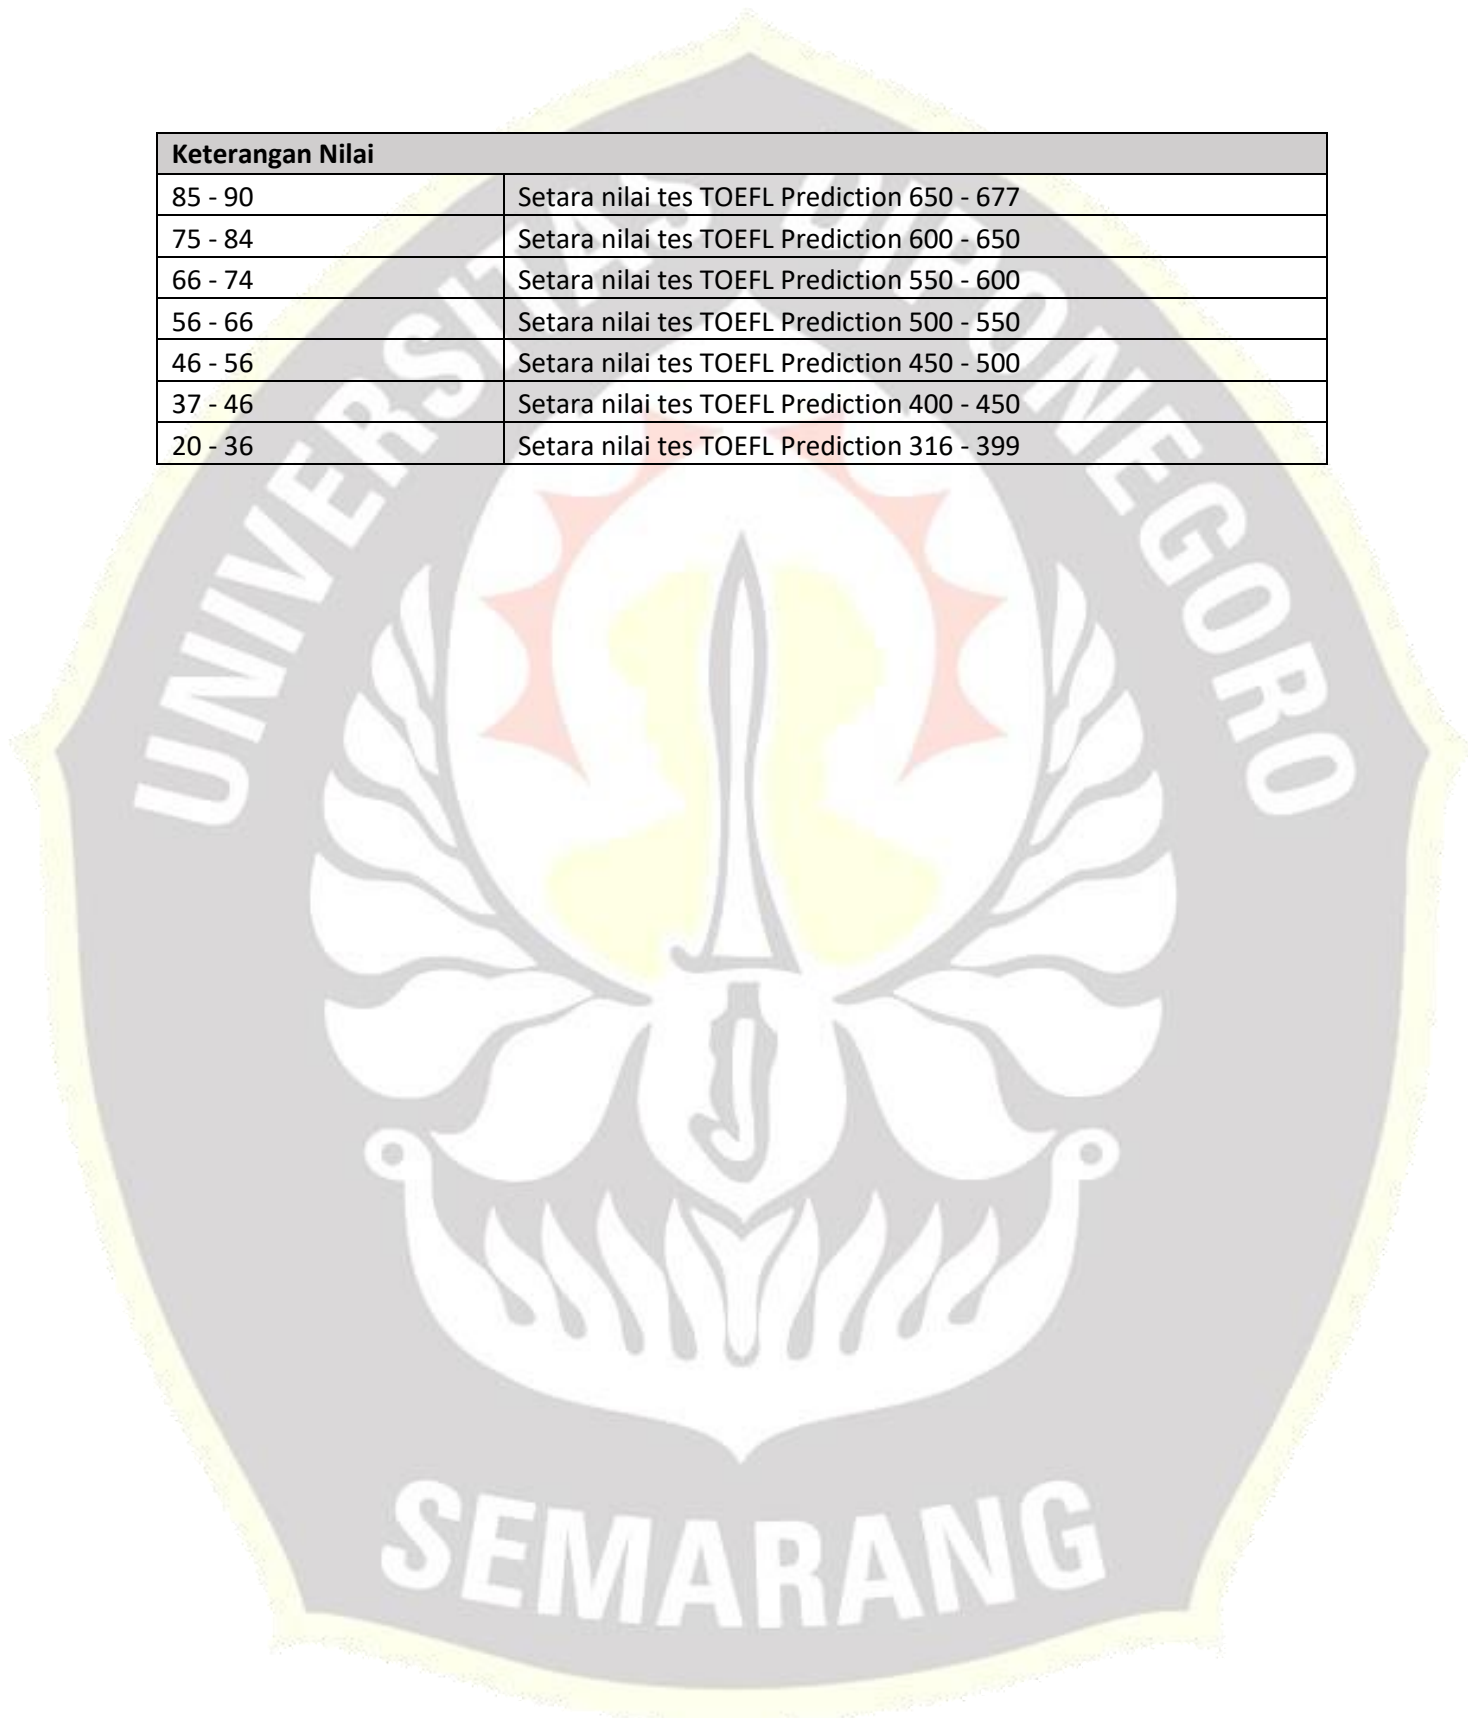 Keterangan Nilai
85 - 90 Setara nilai tes TOEFL Prediction 650 - 677
75 - 84 Setara nilai tes TOEFL Prediction 600 - 650
66 - 74 Setara nilai tes TOEFL Prediction 550 - 600
56 - 66 Setara nilai tes TOEFL Prediction 500 - 550
46 - 56 Setara nilai tes TOEFL Prediction 450 - 500
37 - 46 Setara nilai tes TOEFL Prediction 400 - 450
20 - 36 Setara nilai tes TOEFL Prediction 316 - 399
UNIVERSITAS DIPONEGORO
SEMARANG